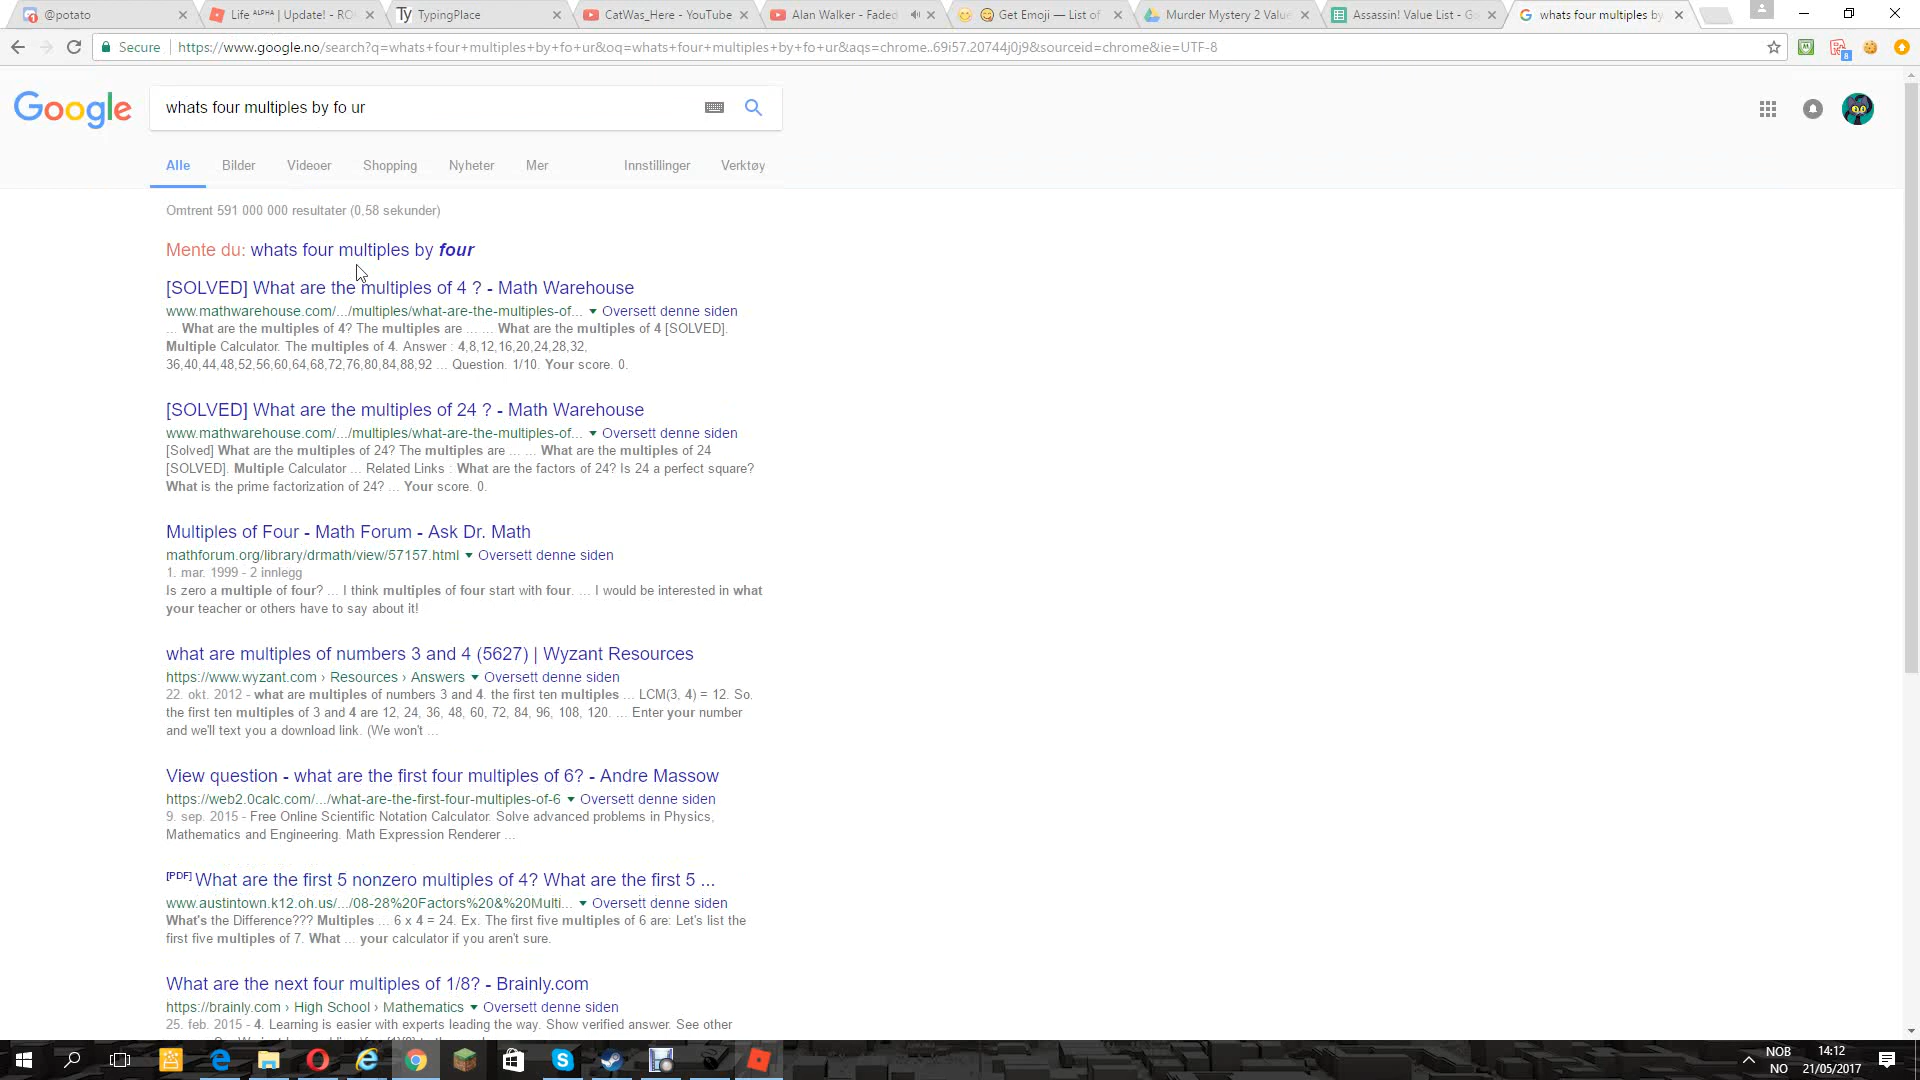 @potato
Life ALPHA | Update! - RO
TypingPlace
CatWas_Here - YouTube
Alan Walker - Faded
Get Emoji — List of
Murder Mystery 2 Value
Assassin! Value List - Go
whats four multiples by
Secure
https://www.google.no/search?q=whats+four+multiples+by+fo+ur&oq=whats+four+multiples+by+fo+ur&aqs=chrome..69i57.20744j0j9&sourceid=chrome&ie=UTF-8
Google
whats four multiples by fo ur
Alle Bilder Videoer Shopping Nyheter Mer Innstillinger Verktøy
Omtrent 591 000 000 resultater (0,58 sekunder)
Mente du: whats four multiples by four
[SOLVED] What are the multiples of 4 ? - Math Warehouse
www.mathwarehouse.com/.../multiples/what-are-the-multiples-of... Oversett denne siden
... What are the multiples of 4? The multiples are ... ... What are the multiples of 4 [SOLVED].
Multiple Calculator. The multiples of 4. Answer : 4,8,12,16,20,24,28,32,
36,40,44,48,52,56,60,64,68,72,76,80,84,88,92 ... Question. 1/10. Your score. 0.
[SOLVED] What are the multiples of 24 ? - Math Warehouse
www.mathwarehouse.com/.../multiples/what-are-the-multiples-of... Oversett denne siden
[Solved] What are the multiples of 24? The multiples are ... ... What are the multiples of 24
[SOLVED]. Multiple Calculator ... Related Links : What are the factors of 24? Is 24 a perfect square?
What is the prime factorization of 24? ... Your score. 0.
Multiples of Four - Math Forum - Ask Dr. Math
mathforum.org/library/drmath/view/57157.html Oversett denne siden
1. mar. 1999 - 2 innlegg
Is zero a multiple of four? ... I think multiples of four start with four. ... I would be interested in what
your teacher or others have to say about it!
what are multiples of numbers 3 and 4 (5627) | Wyzant Resources
https://www.wyzant.com › Resources › Answers Oversett denne siden
22. okt. 2012 - what are multiples of numbers 3 and 4. the first ten multiples ... LCM(3, 4) = 12. So.
the first ten multiples of 3 and 4 are 12, 24, 36, 48, 60, 72, 84, 96, 108, 120. ... Enter your number
and we'll text you a download link. (We won't ...
View question - what are the first four multiples of 6? - Andre Massow
https://web2.0calc.com/.../what-are-the-first-four-multiples-of-6 Oversett denne siden
9. sep. 2015 - Free Online Scientific Notation Calculator. Solve advanced problems in Physics,
Mathematics and Engineering. Math Expression Renderer ...
[PDF] What are the first 5 nonzero multiples of 4? What are the first 5 ...
www.austintown.k12.oh.us/.../08-28%20Factors%20&%20Multi... Oversett denne siden
What's the Difference??? Multiples ... 6 x 4 = 24. Ex. The first five multiples of 6 are: Let's list the
first five multiples of 7. What ... your calculator if you aren't sure.
What are the next four multiples of 1/8? - Brainly.com
https://brainly.com › High School › Mathematics Oversett denne siden
25. feb. 2015 - 4. Learning is easier with experts leading the way. Show verified answer. See other
NOB
NO
14:12
21/05/2017